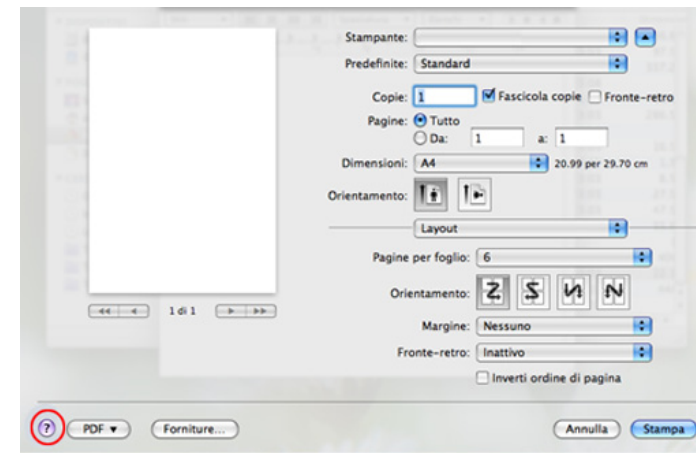 Stampante:
Predefinite: Standard
Copie: 1 Fascicola copie Fronte-retro
Pagine: Tutto
Da: 1 a: 1
Dimensioni: A4 20.99 per 29.70 cm
Orientamento:
Layout
Pagine per foglio: 6
Orientamento:
1 di 1
Margine: Nessuno
Fronte-retro: Inattivo
Inverti ordine di pagina
? PDF ▼ Forniture... Annulla Stampa